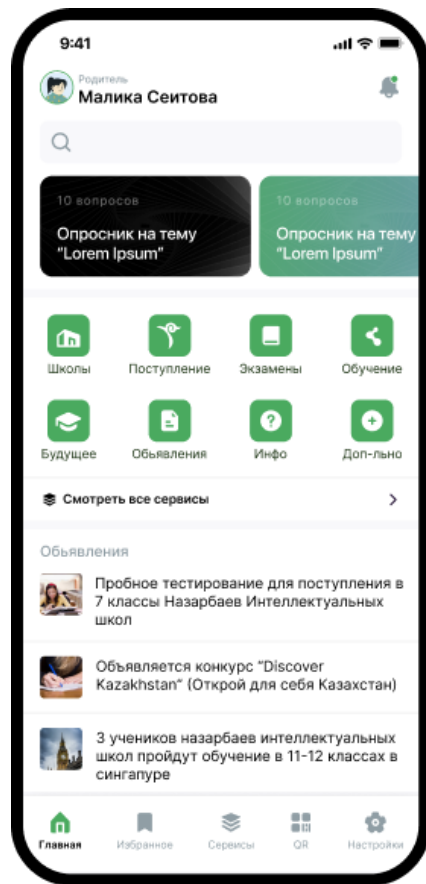 9:41
Родитель
Малика Сеитова
10 вопросов
Опросник на тему
“Lorem Ipsum”
10 вопросов
Опросник на тему
“Lorem Ipsum”
Школы
Поступление
Экзамены
Обучение
Будущее
Обьявления
Инфо
Доп-льно
Смотреть все сервисы
Обьявления
Пробное тестирование для поступления в
7 классы Назарбаев Интеллектуальных
школ
Объявляется конкурс “Discover
Kazakhstan” (Открой для себя Казахстан)
3 учеников назарбаев интеллектуальных
школ пройдут обучение в 11-12 классах в
сингапуре
Главная
Избранное
Сервисы
QR
Настройки